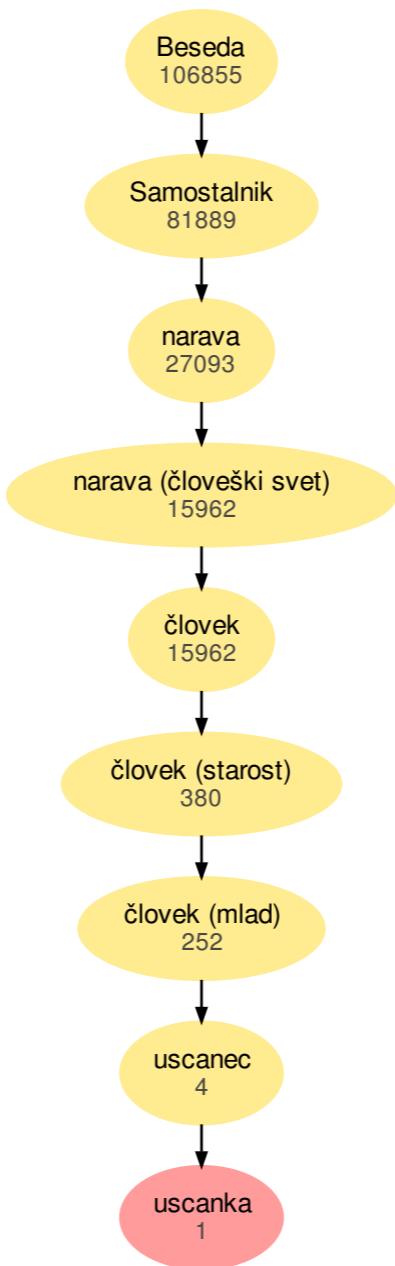 Beseda
106855
Samostalnik
81889
narava
27093
narava (človeški svet)
15962
človek
15962
človek (starost)
380
človek (mlad)
252
uscanec
4
uscanka
1